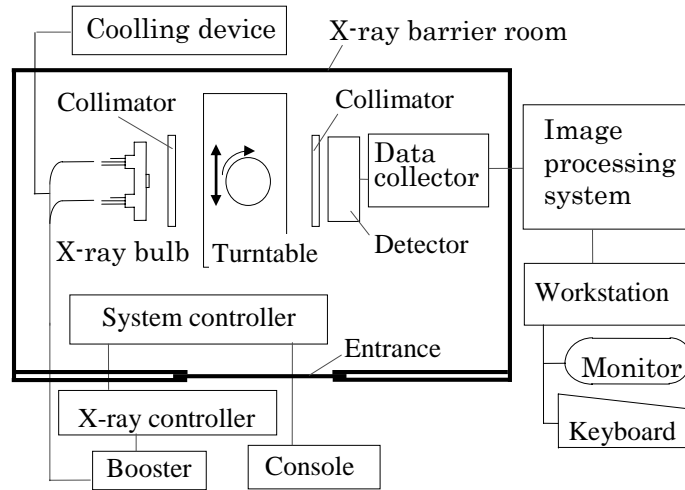 Coolling device
X-ray barrier room
Collimator
Collimator
Data
collector
Image
processing
system
X-ray bulb
Turntable
Detector
Workstation
System controller
Entrance
Monitor
X-ray controller
Keyboard
Booster
Console